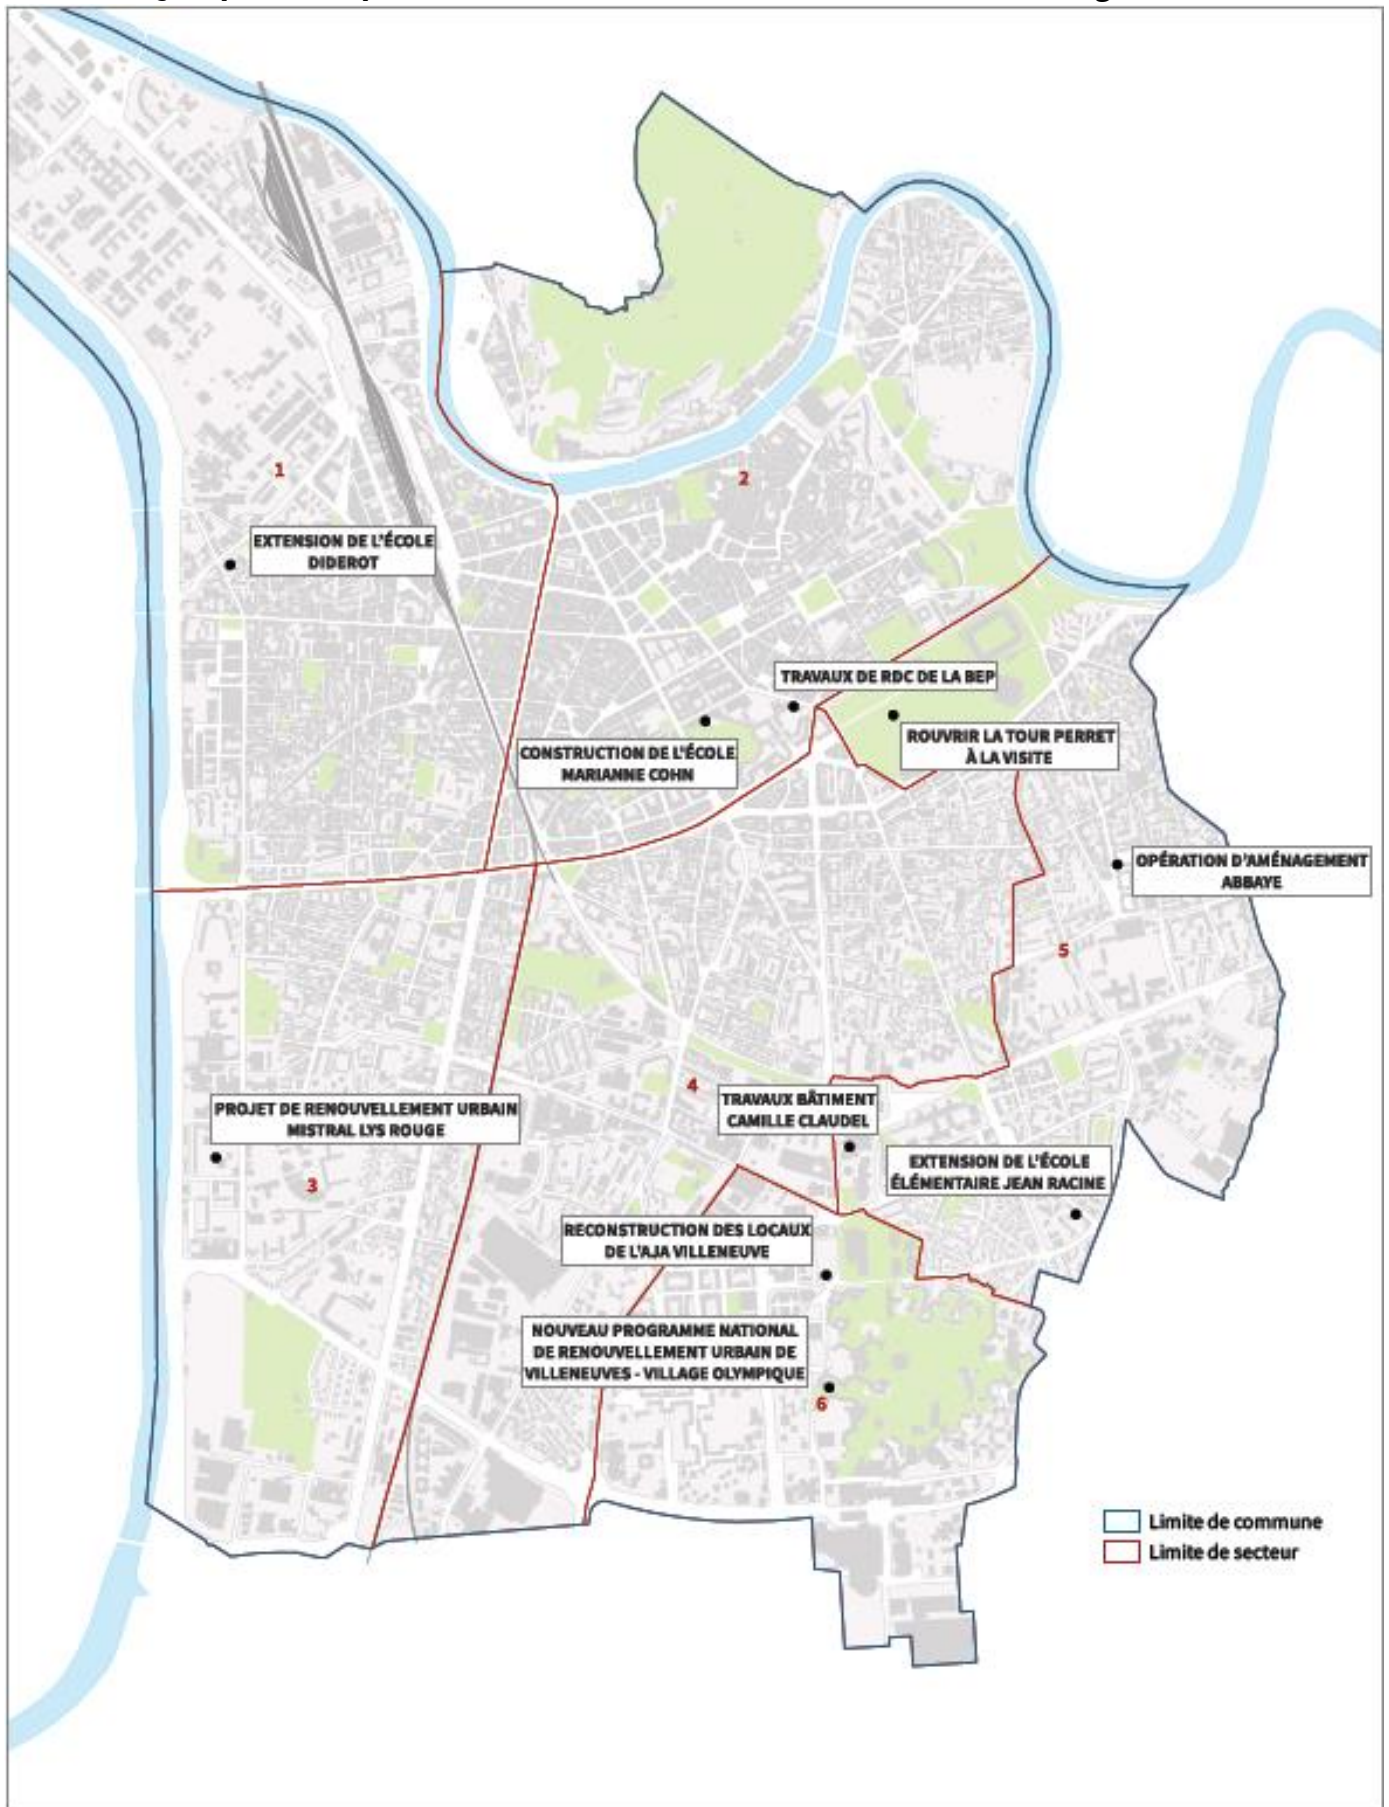 1
2
EXTENSION DE L'ÉCOLE
DIDEROT
TRAVAUX DE RDC DE LA BEP
ROUVRIR LA TOUR PERRET
À LA VISITE
CONSTRUCTION DE L'ÉCOLE
MARIANNE COHN
OPÉRATION D'AMÉNAGEMENT
ABBAYE
5
4
TRAVAUX BÂTIMENT
CAMILLE CLAUDEL
PROJET DE RENOUVELLEMENT URBAIN
MISTRAL LYS ROUGE
3
EXTENSION DE L'ÉCOLE
ÉLÉMENTAIRE JEAN RACINE
RECONSTRUCTION DES LOCAUX
DE L'AJA VILLENEUVE
NOUVEAU PROGRAMME NATIONAL
DE RENOUVELLEMENT URBAIN DE
VILLENEUVES - VILLAGE OLYMPIQUE
6
Limite de commune
Limite de secteur